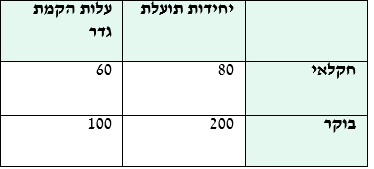 יחידות תועלת	עלות הקמת
גדר
חקלאי	80	60
בוקר	200	100